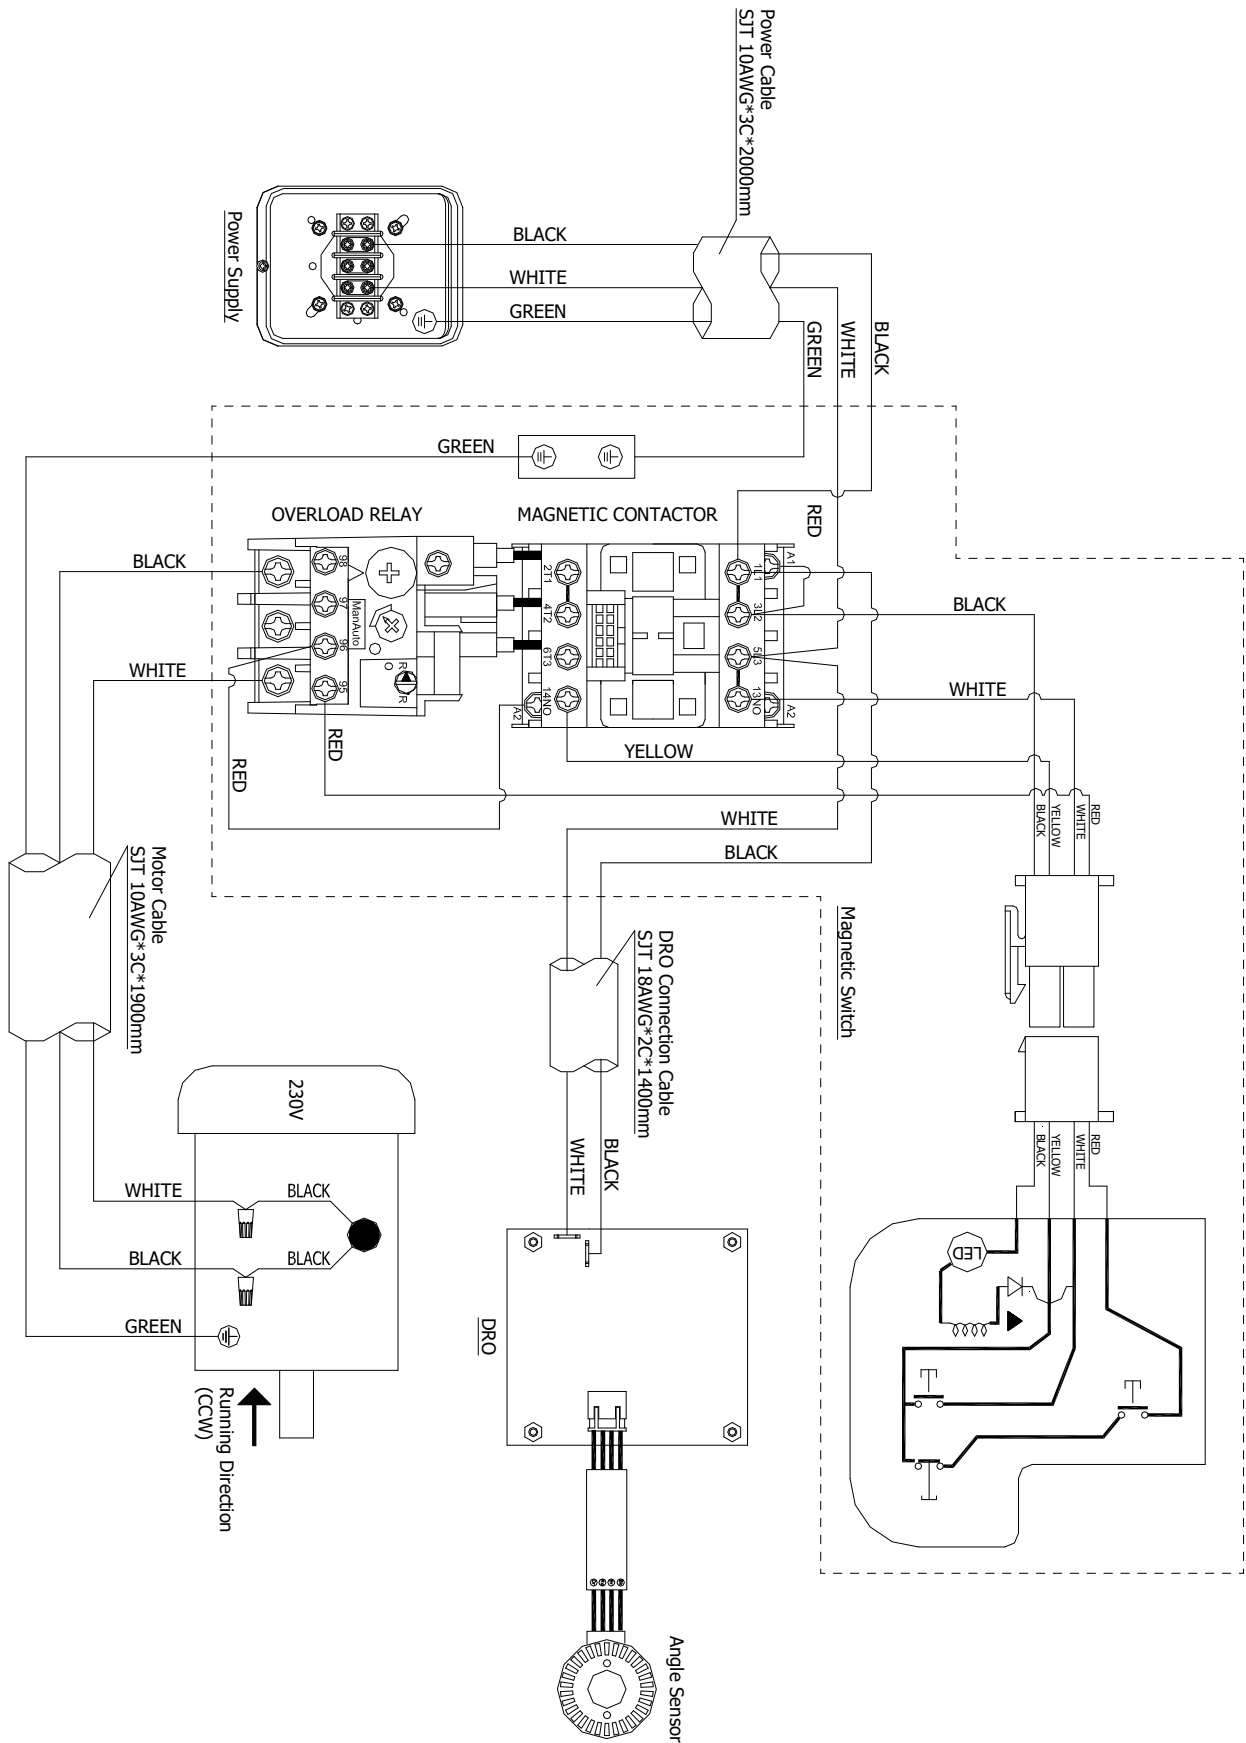 Power Cable
SJT 10AWG*3C*2000mm
Power Supply
BLACK
WHITE
GREEN
BLACK
WHITE
GREEN
GREEN
OVERLOAD RELAY
MAGNETIC CONTACTOR
RED
BLACK
98
97
96
95
ManAuto
R
R
2T1
4T2
6T3
14NO
A2
1L1
3L2
5L3
13NO
A1
A2
BLACK
WHITE
WHITE
RED
RED
YELLOW
WHITE
BLACK
RED
WHITE
YELLOW
BLACK
Motor Cable
SJT 10AWG*3C*1900mm
DRO Connection Cable
SJT 18AWG*2C*1400mm
Magnetic Switch
230V
WHITE
BLACK
BLACK
BLACK
GREEN
WHITE
BLACK
RED
WHITE
YELLOW
BLACK
LED
DRO
Running Direction
(CCW)
Angle Sensor